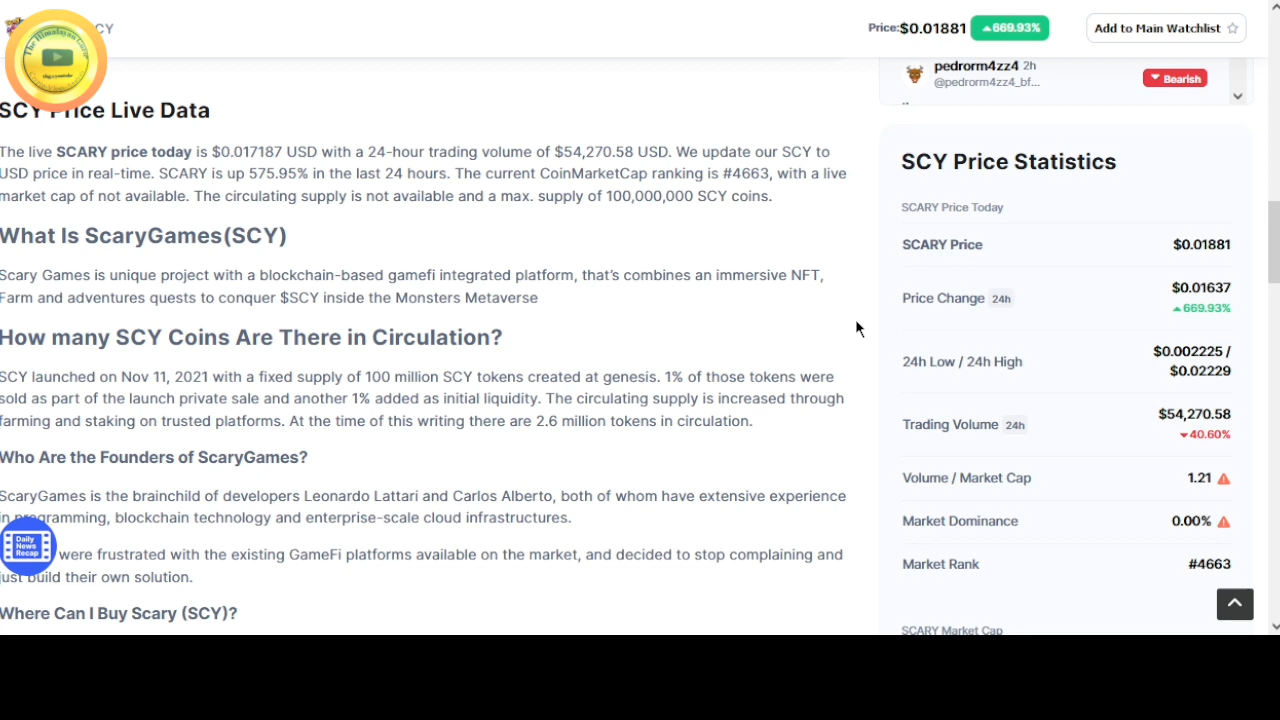 CY
Price:$0.01881 669.93%
Add to Main Watchlist
The Himalayan Guru
pedrorm4zz4 2h
@pedrorm4zz4_bf...
Bearish
SCY Price Live Data
The live SCARY price today is $0.017187 USD with a 24-hour trading volume of $54,270.58 USD. We update our SCY to
USD price in real-time. SCARY is up 575.95% in the last 24 hours. The current CoinMarketCap ranking is #4663, with a live
market cap of not available. The circulating supply is not available and a max. supply of 100,000,000 SCY coins.
What Is ScaryGames(SCY)
Scary Games is unique project with a blockchain-based gamefi integrated platform, that's combines an immersive NFT,
Farm and adventures quests to conquer $SCY inside the Monsters Metaverse
How many SCY Coins Are There in Circulation?
SCY launched on Nov 11, 2021 with a fixed supply of 100 million SCY tokens created at genesis. 1% of those tokens were
sold as part of the launch private sale and another 1% added as initial liquidity. The circulating supply is increased through
farming and staking on trusted platforms. At the time of this writing there are 2.6 million tokens in circulation.
Who Are the Founders of ScaryGames?
ScaryGames is the brainchild of developers Leonardo Lattari and Carlos Alberto, both of whom have extensive experience
in programming, blockchain technology and enterprise-scale cloud infrastructures.
were frustrated with the existing GameFi platforms available on the market, and decided to stop complaining and
just build their own solution.
Daily
News
Recap
Where Can I Buy Scary (SCY)?
SCY Price Statistics
SCARY Price Today
SCARY Price $0.01881
Price Change 24h $0.01637
669.93%
24h Low / 24h High $0.002225 /
$0.02229
Trading Volume 24h $54,270.58
40.60%
Volume / Market Cap 1.21
Market Dominance 0.00%
Market Rank #4663
SCARY Market Cap